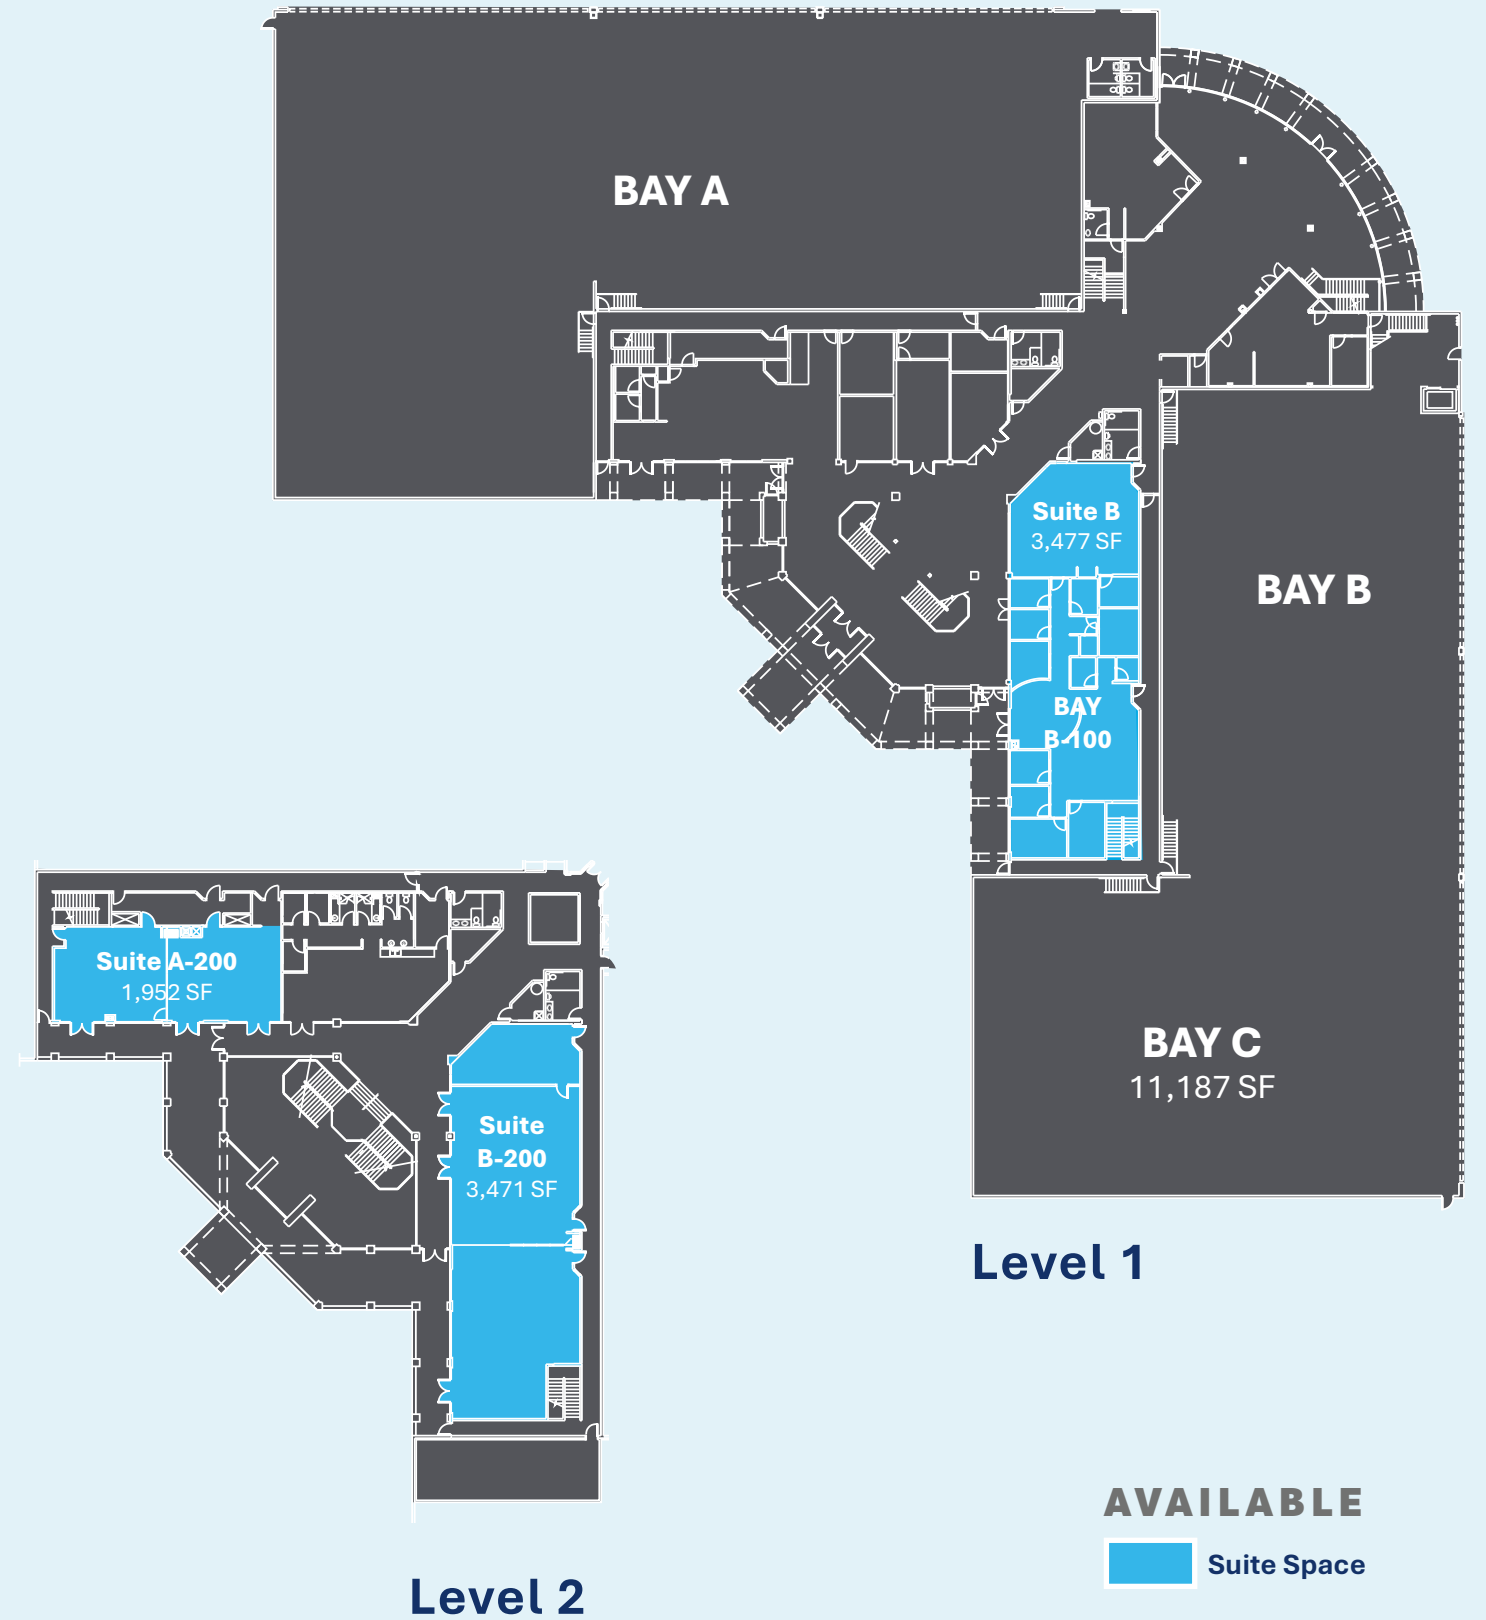 BAY A
Suite B
3,477 SF
BAY B
BAY
B-100
Suite A-200
1,952 SF
BAY C
11,187 SF
Suite
B-200
3,471 SF
Level 1
AVAILABLE
Suite Space
Level 2